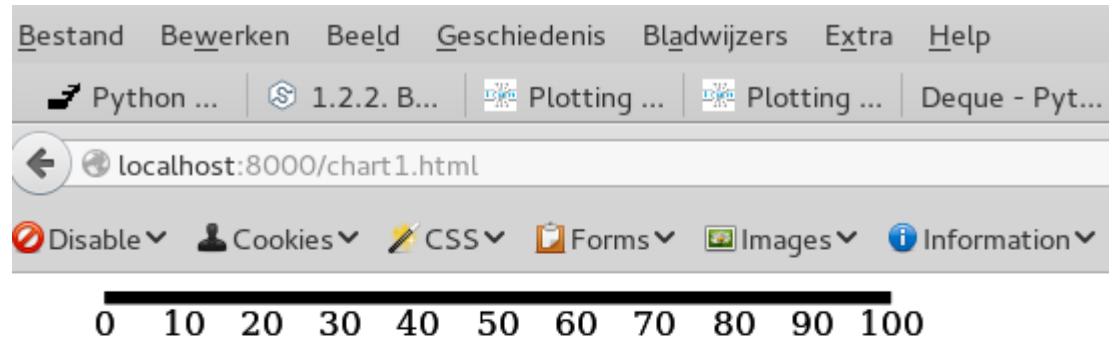 Bestand Bewerken Beeld Geschiedenis Bladwijzers Extra Help
Python ... 1.2.2. B... Plotting ... Plotting ... Deque - Pyt...
localhost:8000/chart1.html
Disable Cookies CSS Forms Images Information
0 10 20 30 40 50 60 70 80 90 100